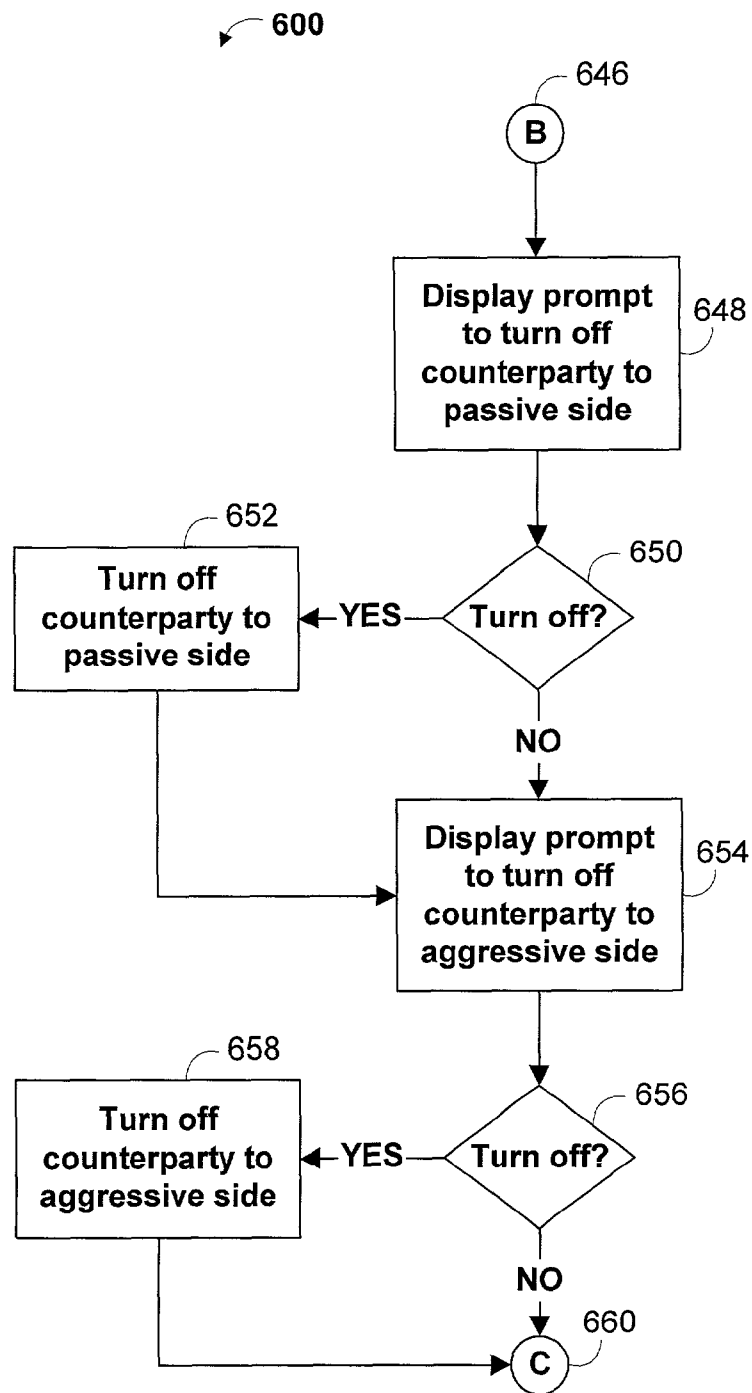 600
646
B
Display prompt
to turn off
counterparty to
passive side
648
652
Turn off
counterparty to
passive side
YES
650
Turn off?
NO
Display prompt
to turn off
counterparty to
aggressive side
654
658
Turn off
counterparty to
aggressive side
YES
656
Turn off?
NO
660
C